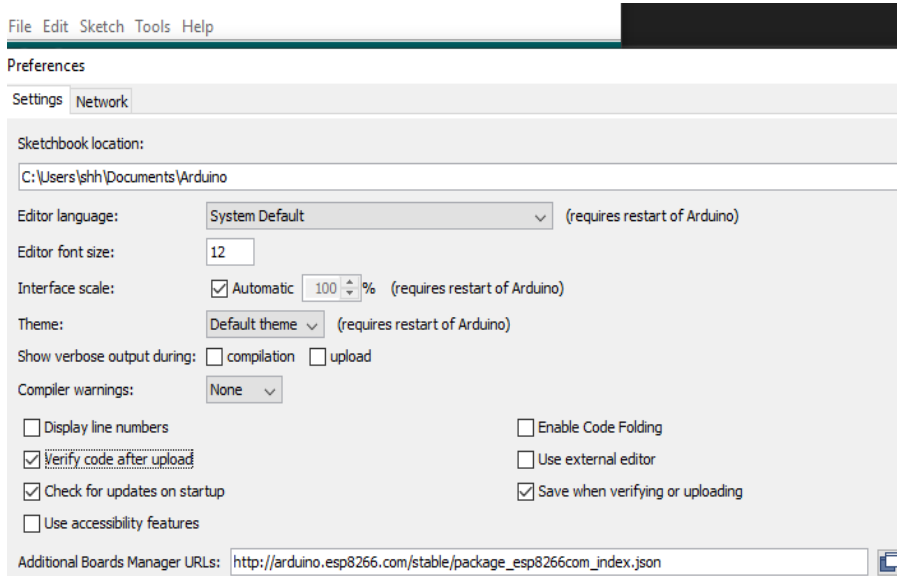 File Edit Sketch Tools Help
Preferences
Settings Network
Sketchbook location:
C:\Users\shh\Documents\Arduino
Editor language: System Default (requires restart of Arduino)
Editor font size: 12
Interface scale: Automatic 100 % (requires restart of Arduino)
Theme: Default theme (requires restart of Arduino)
Show verbose output during: compilation upload
Compiler warnings: None
Display line numbers Enable Code Folding
Verify code after upload Use external editor
Check for updates on startup Save when verifying or uploading
Use accessibility features
Additional Boards Manager URLs: http://arduino.esp8266.com/stable/package_esp8266com_index.json